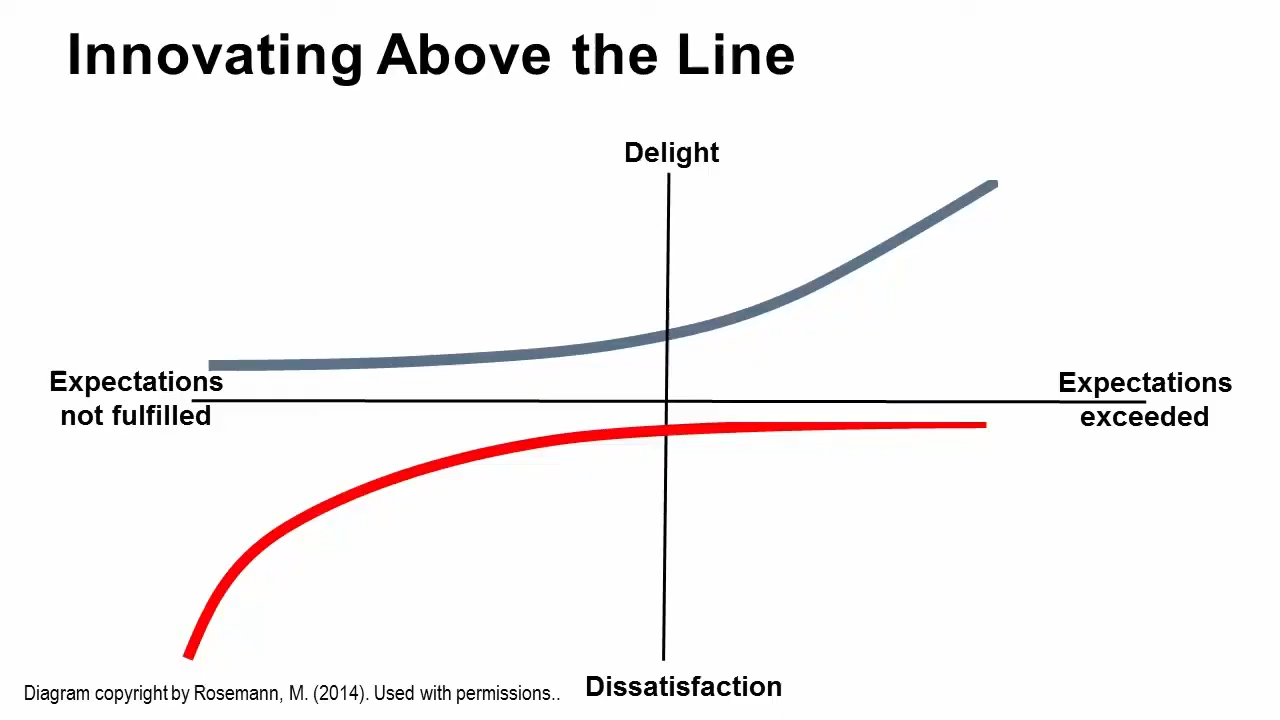 Innovating Above the Line
Delight
Expectations
not fulfilled
Expectations
exceeded
Diagram copyright by Rosemann, M. (2014). Used with permissions..
Dissatisfaction